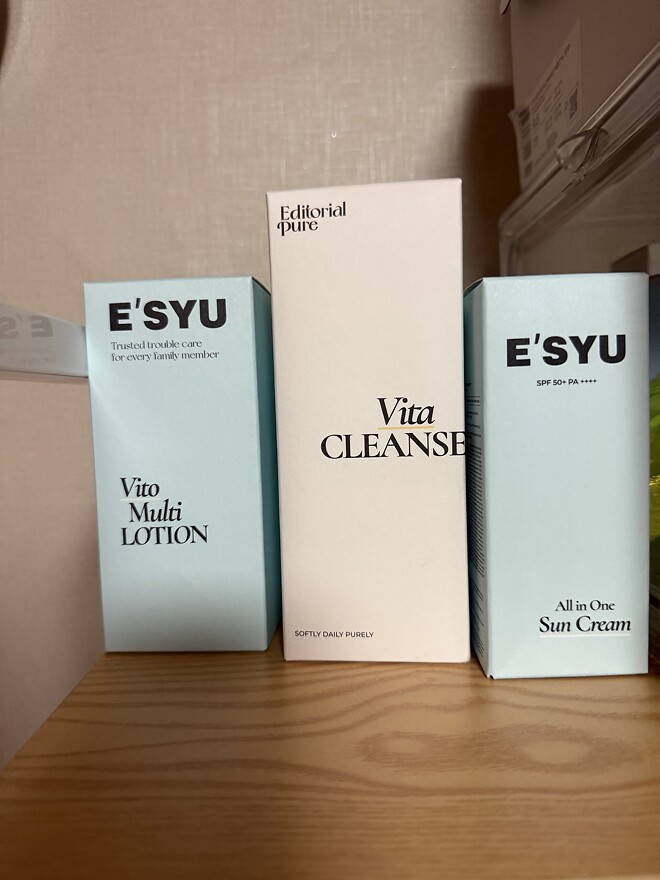 E'SYU
Trusted trouble care
for every family member
Vito
Multi
LOTION
Editorial
pure
Vita
CLEANSE
SOFTLY DAILY PURELY
E'SYU
SPF 50+ PA ++++
All in One
Sun Cream